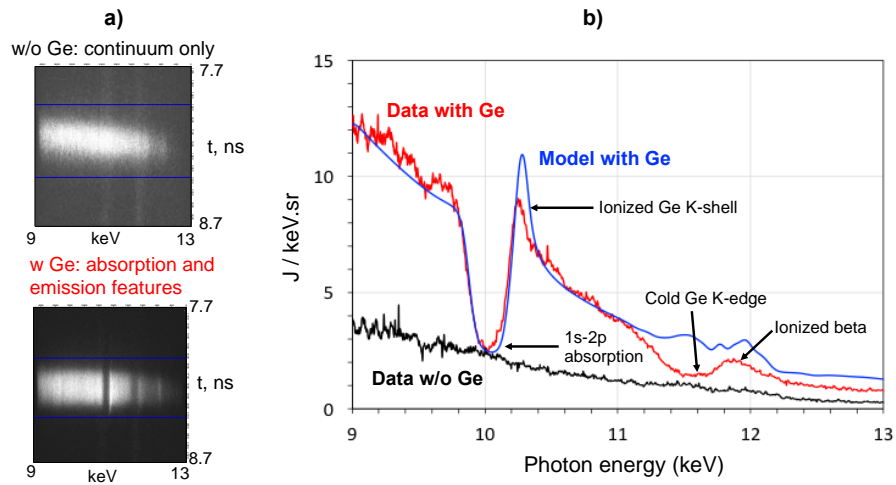 a)
w/o Ge: continuum only
7.7
t, ns
8.7
9
keV
13
w Ge: absorption and
emission features
7.7
t, ns
8.7
9
keV
13
b)
15
10
5
0
J / keV.sr
Data with Ge
Model with Ge
Ionized Ge K-shell
Cold Ge K-edge
Ionized beta
1s-2p
absorption
Data w/o Ge
9
10
11
12
13
Photon energy (keV)